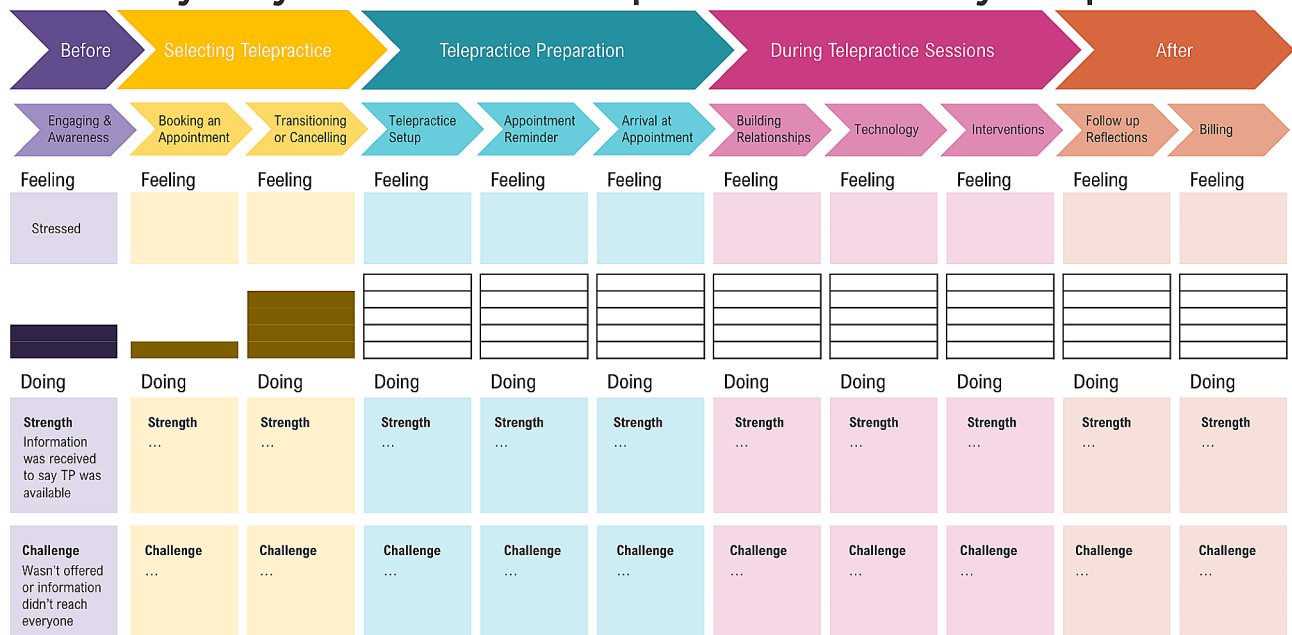 Before
Selecting Telepractice
Telepractice Preparation
During Telepractice Sessions
After
Engaging &
Awareness
Booking an
Appointment
Transitioning
or Cancelling
Telepractice
Setup
Appointment
Reminder
Arrival at
Appointment
Building
Relationships
Technology
Interventions
Follow up
Reflections
Billing
Feeling
Feeling
Feeling
Feeling
Feeling
Feeling
Feeling
Feeling
Feeling
Feeling
Feeling
Stressed
Doing
Doing
Doing
Doing
Doing
Doing
Doing
Doing
Doing
Doing
Doing
Strength
Information
was received
to say TP was
available
Strength
...
Strength
...
Strength
...
Strength
...
Strength
...
Strength
...
Strength
...
Strength
...
Strength
...
Strength
...
Challenge
Wasn't offered
or information
didn't reach
everyone
Challenge
...
Challenge
...
Challenge
...
Challenge
...
Challenge
...
Challenge
...
Challenge
...
Challenge
...
Challenge
...
Challenge
...